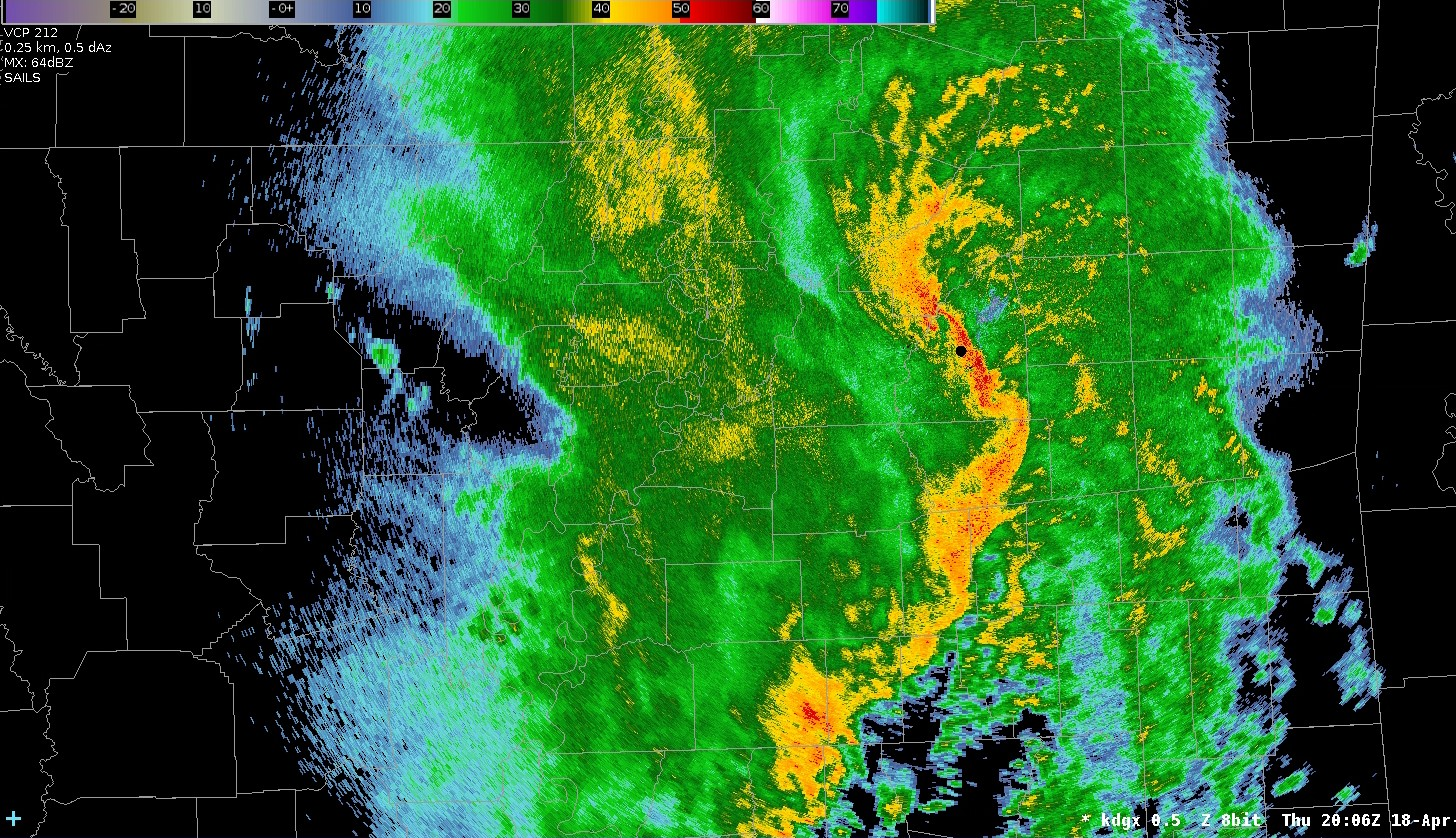 -20 10 -0+ 10 20 30 40 50 60 70
VCP 212
0.25 km, 0.5 dAz
MX: 64dBZ
SAILS
* kdgx 0.5 Z 8bit Thu 20:06Z 18-Apr